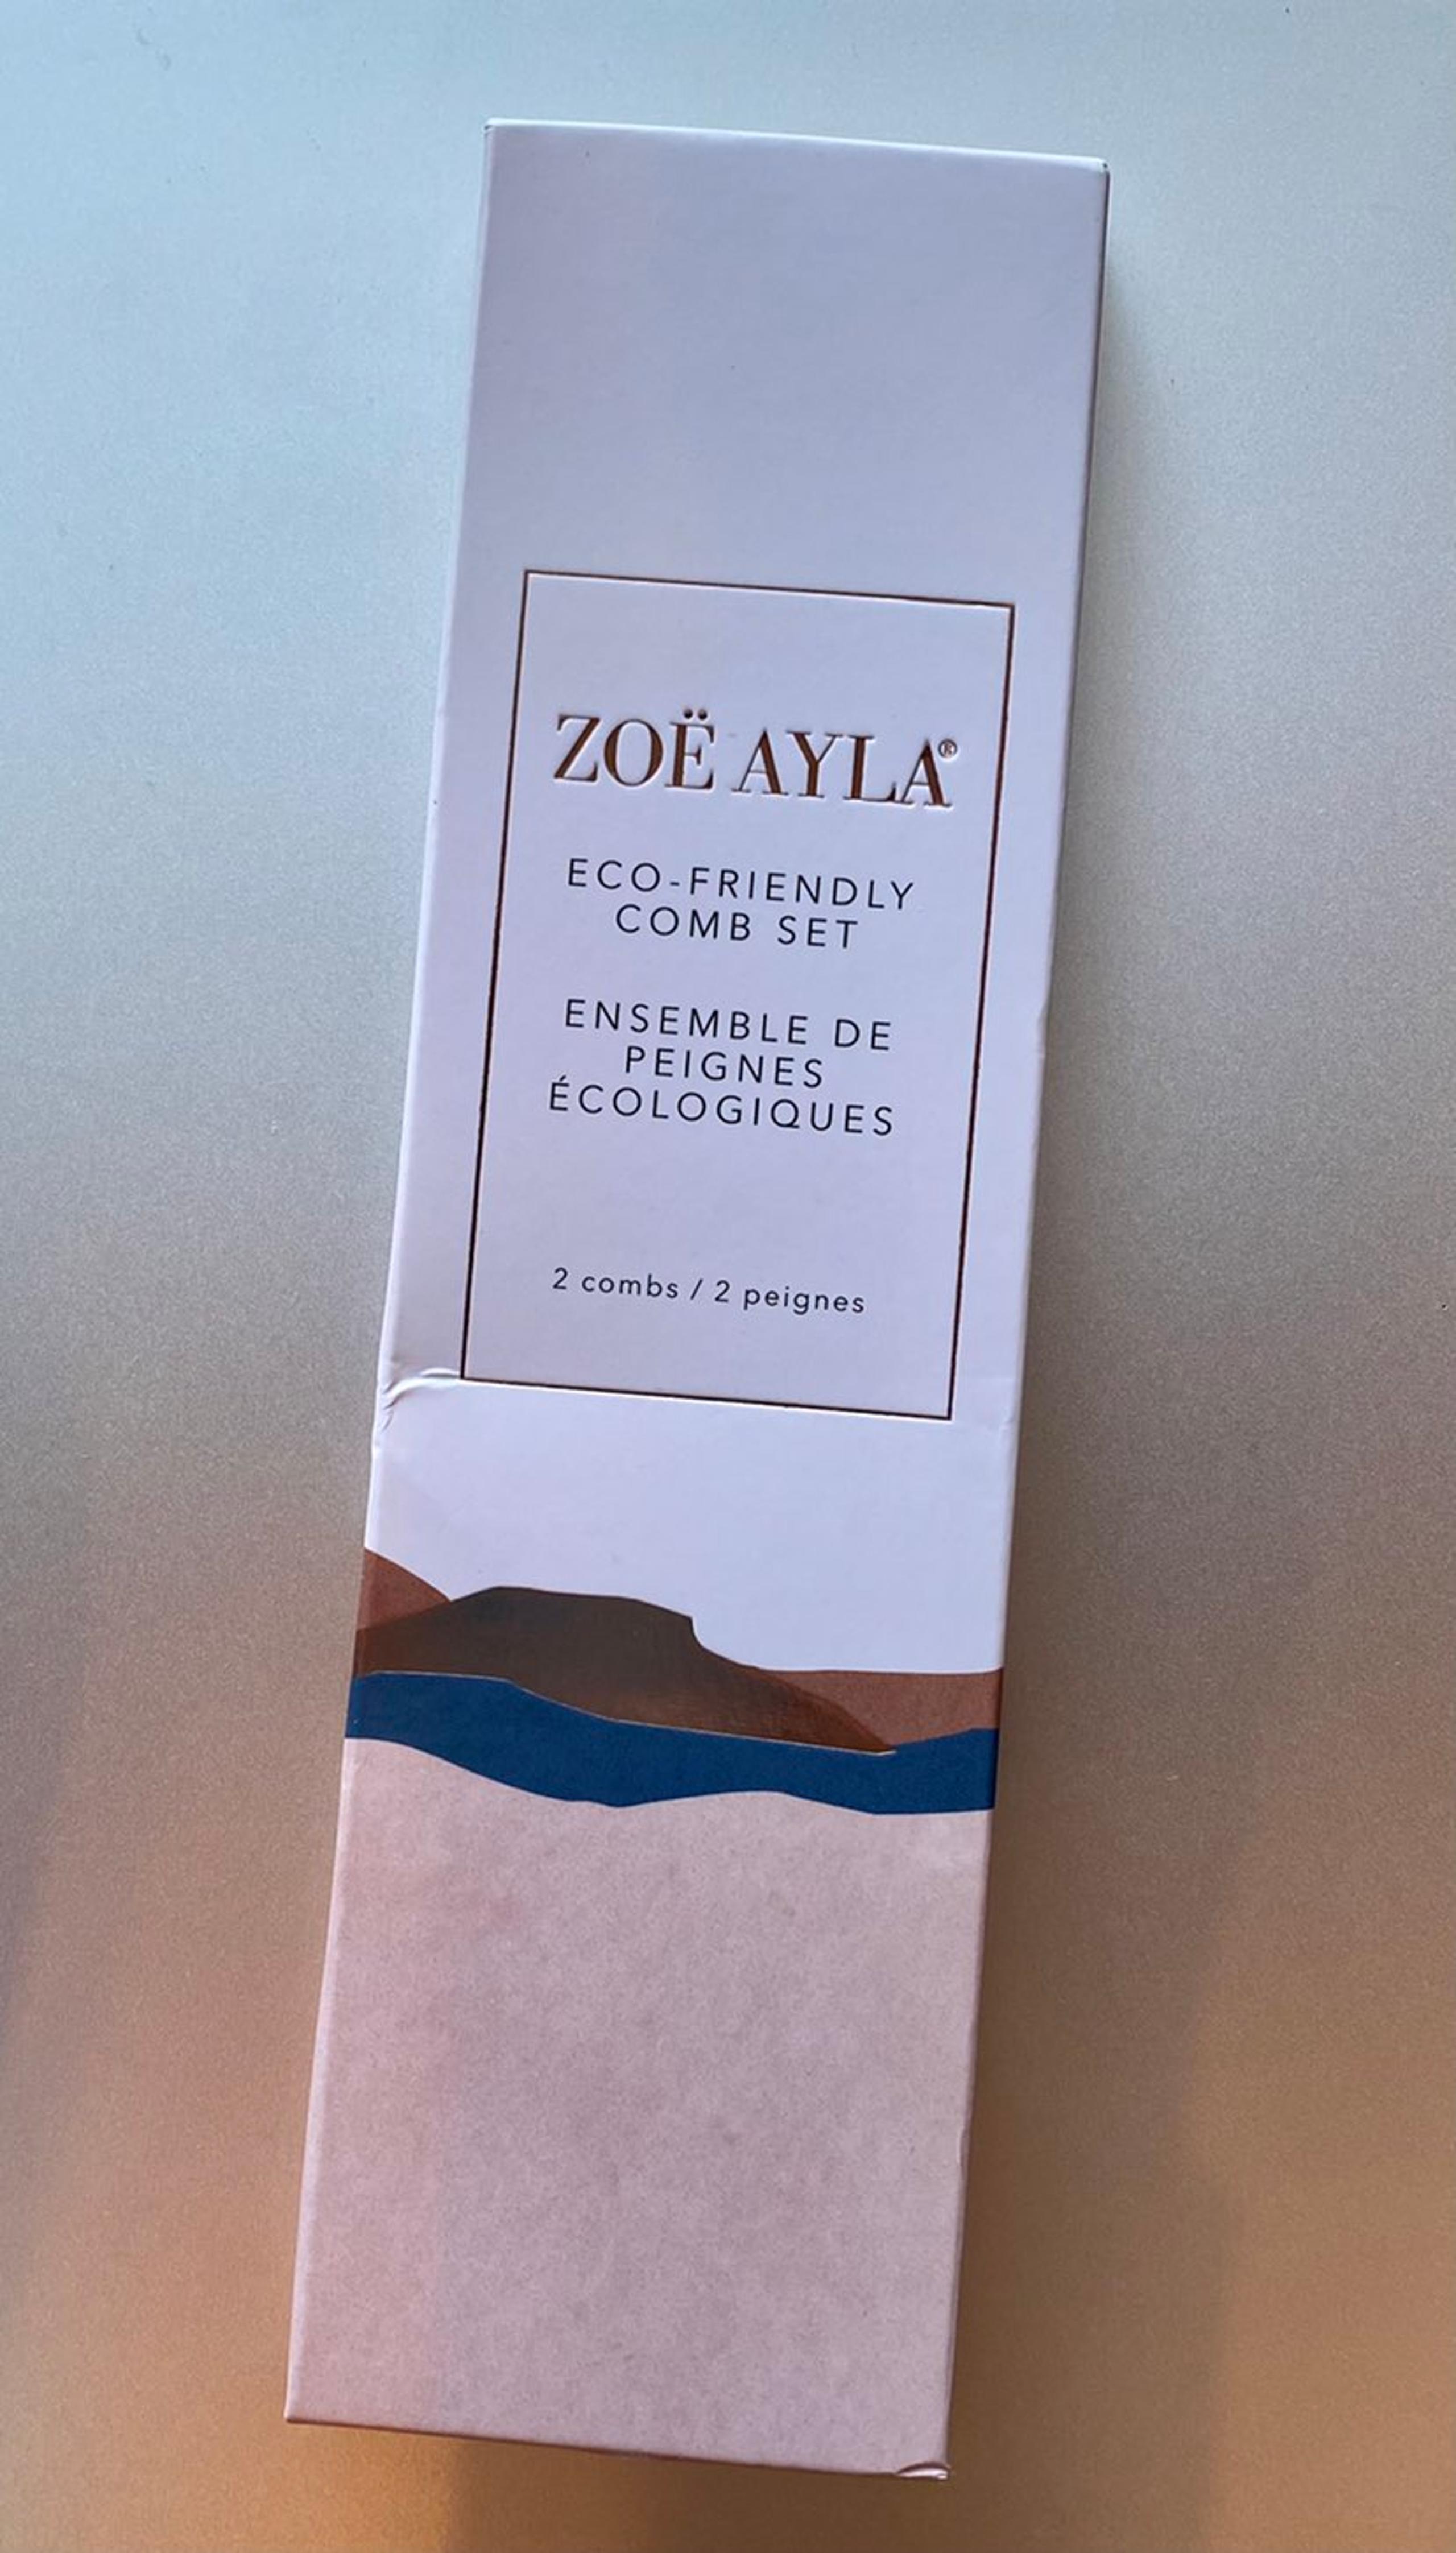 ZOË AYLA®
ECO-FRIENDLY
COMB SET
ENSEMBLE DE
PEIGNES
ÉCOLOGIQUES
2 combs / 2 peignes